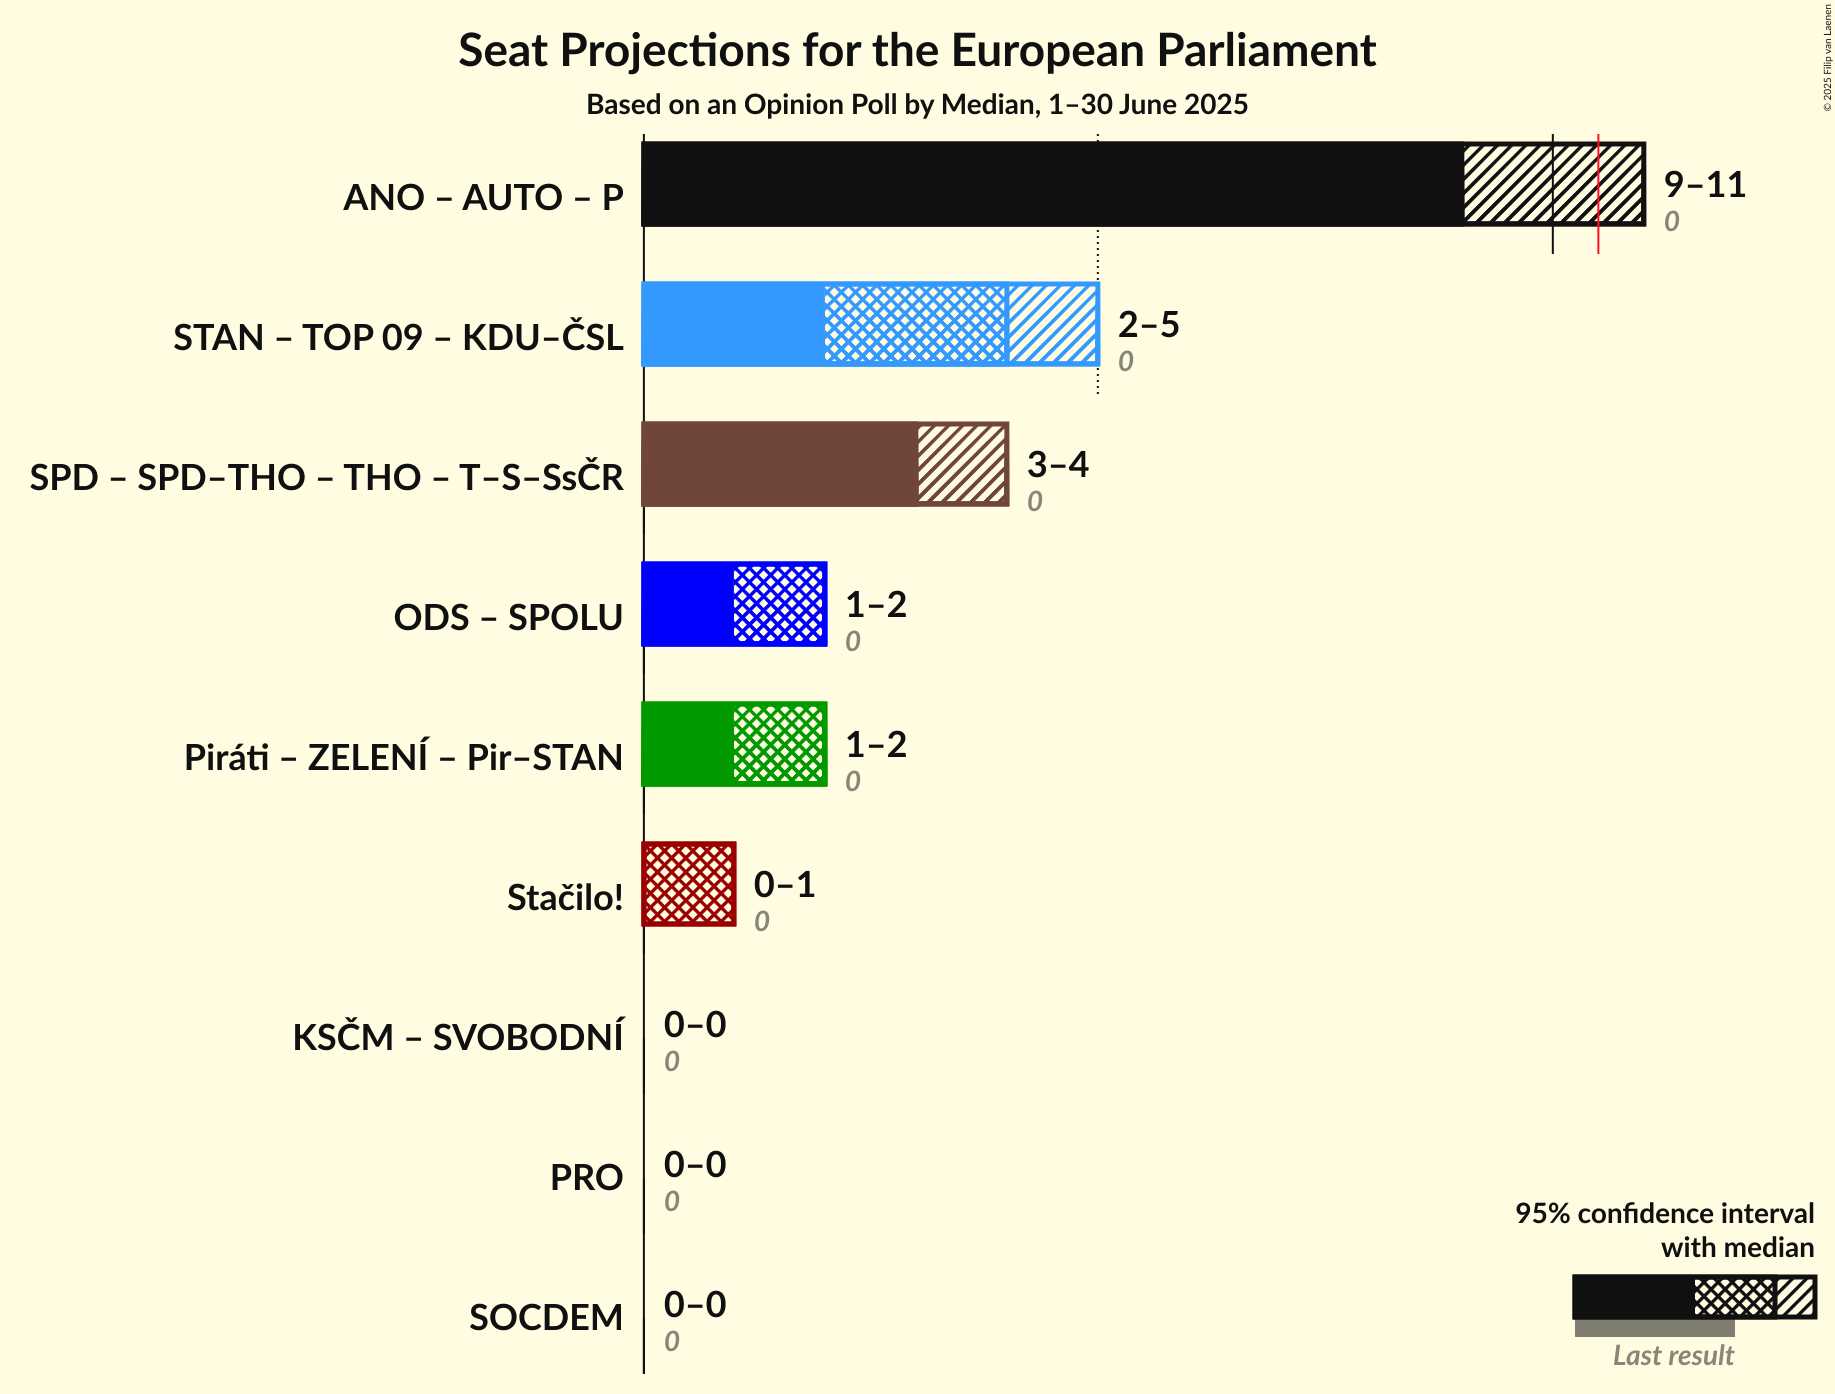 Seat Projections for the European Parliament
Based on an Opinion Poll by Median, 1–30 June 2025
© 2025 Filip van Laenen
ANO – AUTO – P
9–11
0
STAN – TOP 09 – KDU–ČSL
2–5
0
SPD – SPD–THO – THO – T–S–SsČR
3–4
0
ODS – SPOLU
1–2
0
Piráti – ZELENÍ – Pir–STAN
1–2
0
Stačilo!
0–1
0
KSČM – SVOBODNÍ
0–0
0
PRO
0–0
0
SOCDEM
0–0
0
95% confidence interval
with median
Last result